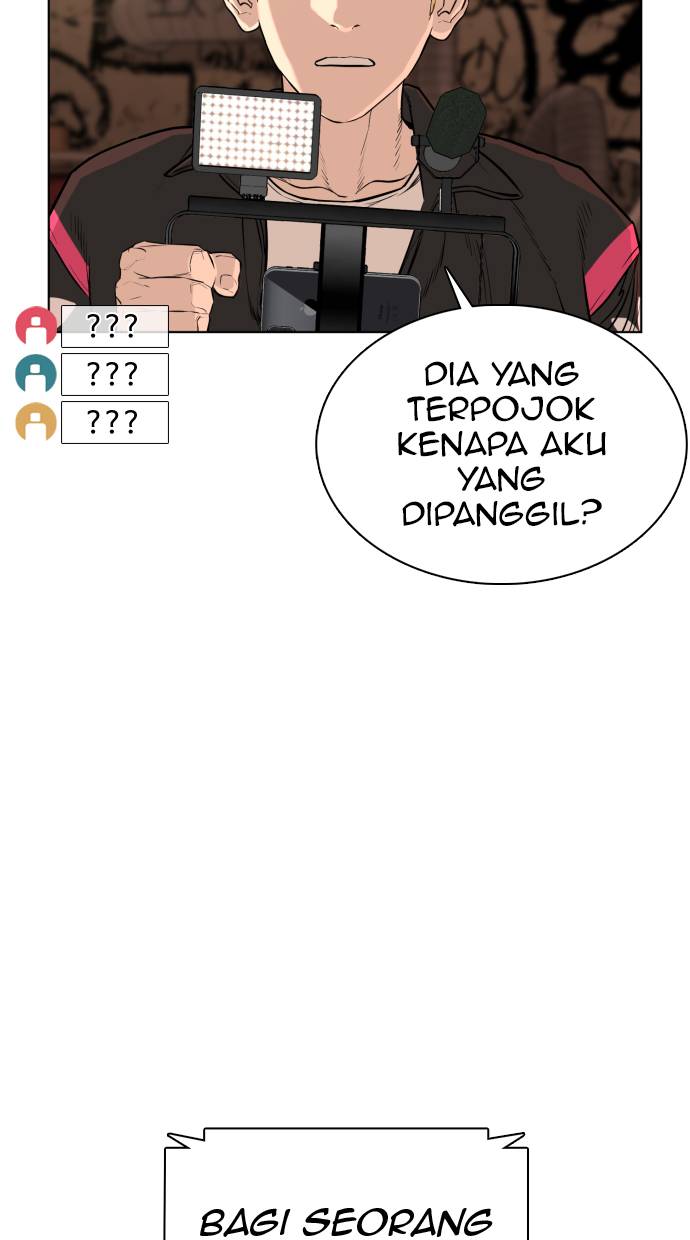 ???
???
???
DIA YANG
TERPOJOK
KENAPA AKU
YANG
DIPANGGIL?
BAGI SEORANG